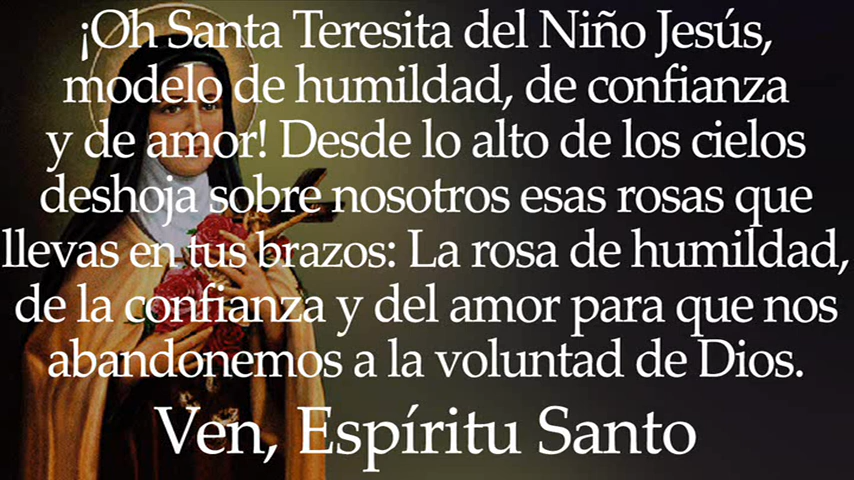 ¡Oh Santa Teresita del Niño Jesús,
modelo de humildad, de confianza
y de amor! Desde lo alto de los cielos
deshoja sobre nosotros esas rosas que
llevas en tus brazos: La rosa de humildad,
de la confianza y del amor para que nos
abandonemos a la voluntad de Dios.
Ven, Espíritu Santo